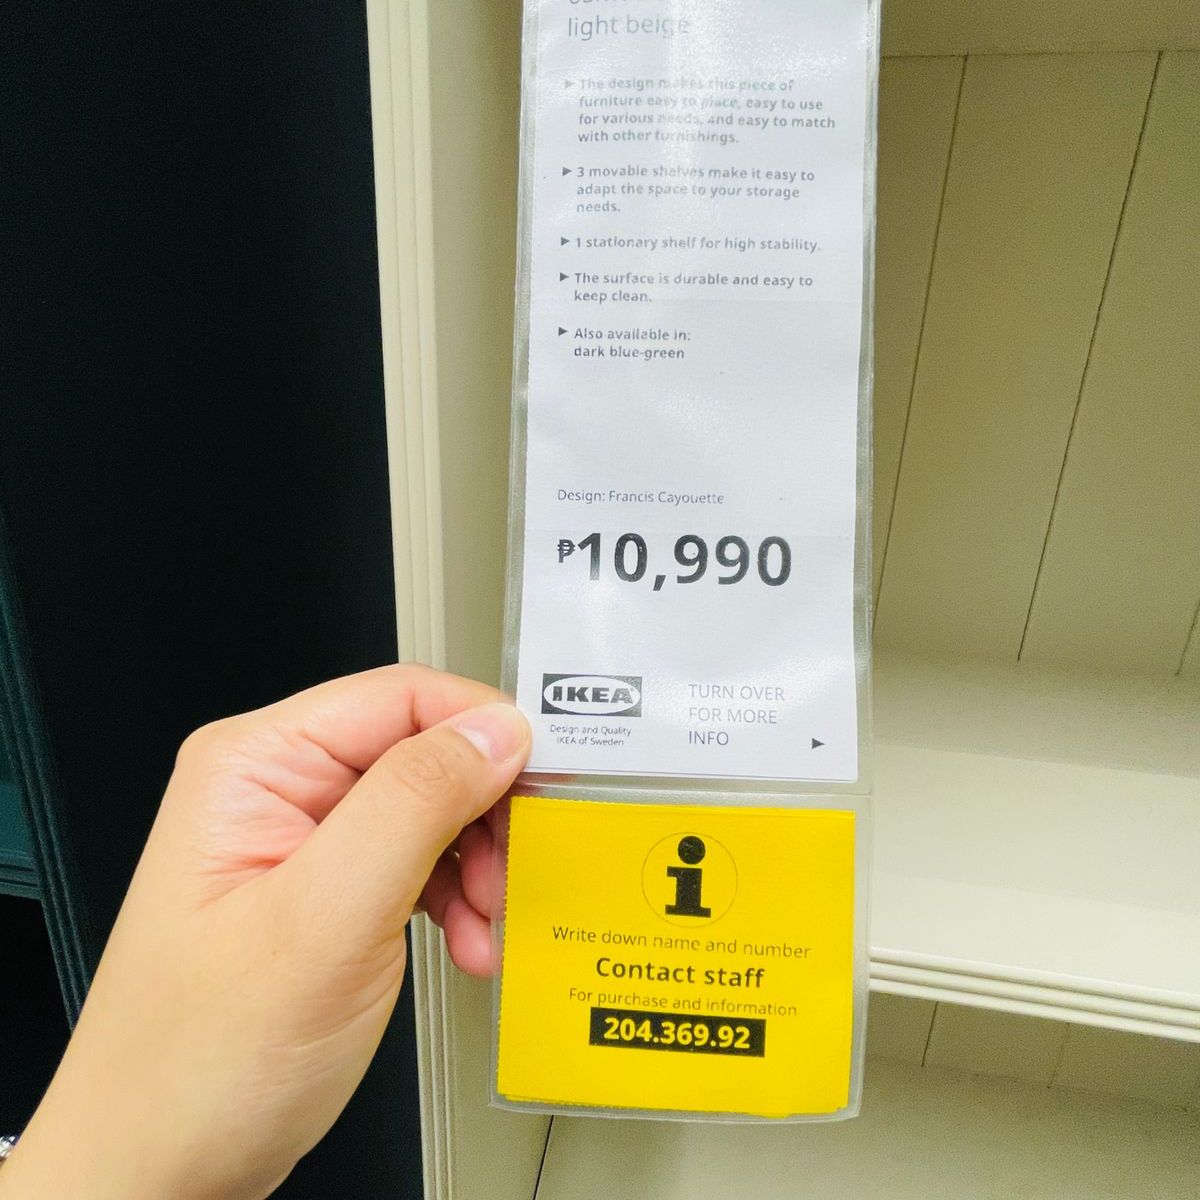 light beige
▶ The design makes this piece of
furniture easy to place, easy to use
for various needs, and easy to match
with other furnishings.
▶ 3 movable shelves make it easy to
adapt the space to your storage
needs.
▶ 1 stationary shelf for high stability.
▶ The surface is durable and easy to
keep clean.
▶ Also available in:
dark blue-green
Design: Francis Cayouette
₱10,990
IKEA
Design and Quality
IKEA of Sweden
TURN OVER
FOR MORE
INFO ▶
i
Write down name and number
Contact staff
For purchase and information
204.369.92